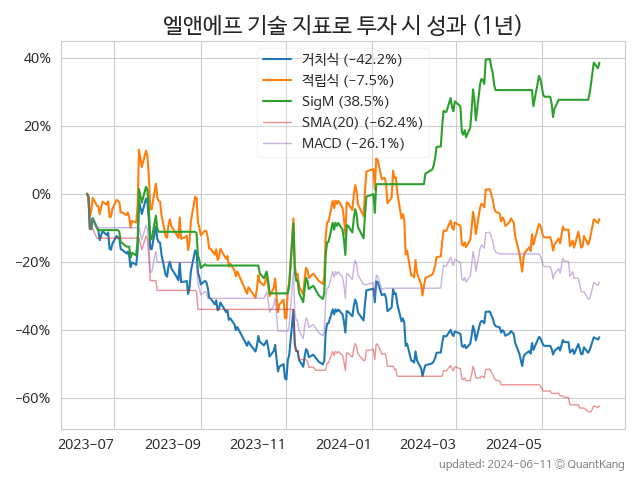 엘앤에프 기술 지표로 투자 시 성과 (1년)
거치식 (−42.2%)
적립식 (−7.5%)
SigM (38.5%)
SMA(20) (−62.4%)
MACD (−26.1%)
40%
20%
0%
−20%
−40%
−60%
2023-07 2023-09 2023-11 2024-01 2024-03 2024-05
updated: 2024-06-11 © QuantKang